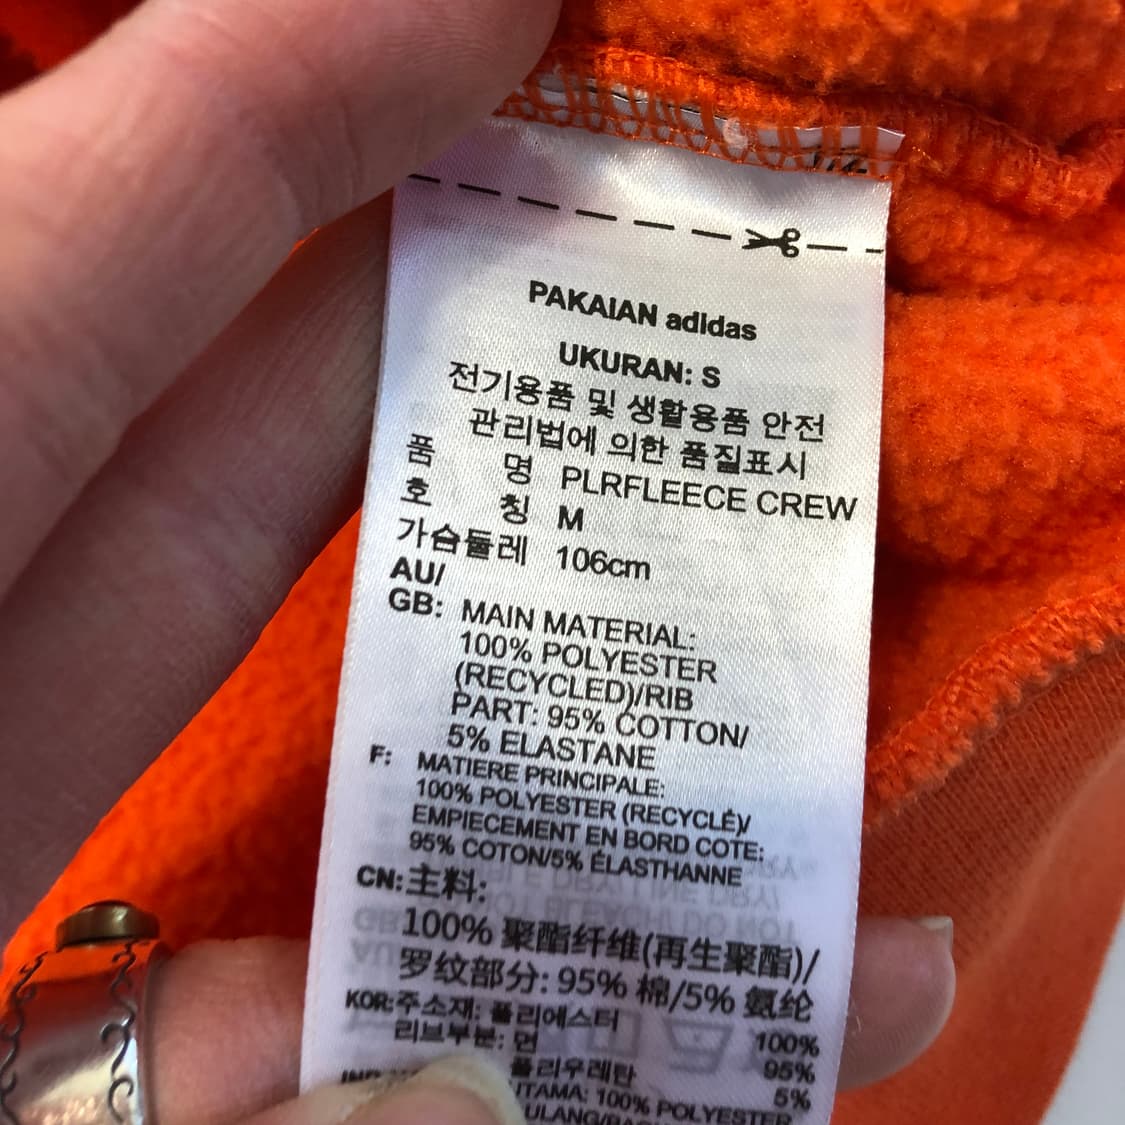 PAKAIAN adidas
UKURAN: S
전기용품 및 생활용품 안전
관리법에 의한 품질표시
품 명 PLRFLEECE CREW
호 칭 M
가슴둘레 106cm
AU/
GB: MAIN MATERIAL:
100% POLYESTER
(RECYCLED)/RIB
PART: 95% COTTON/
5% ELASTANE
F: MATIERE PRINCIPALE:
100% POLYESTER (RECYCLÉ)/
EMPIECEMENT EN BORD COTE:
95% COTON/5% ÉLASTHANNE
CN: 主料:
100% 聚酯纤维(再生聚酯)/
罗纹部分: 95% 棉/5% 氨纶
KOR: 주소재: 폴리에스터 100%
리브부분: 면 95%
폴리우레탄 5%
UTAMA: 100% POLYESTER